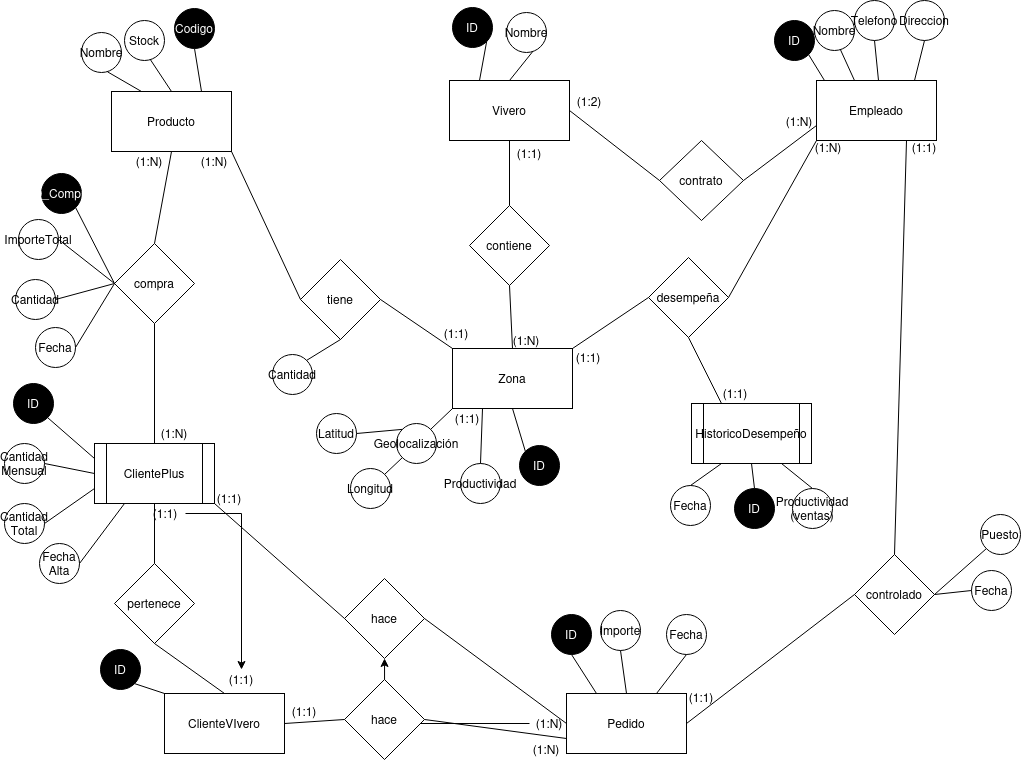 Codigo
Stock
Nombre
ID
Nombre
ID
Nombre
Telefono
Direccion
Producto
Vivero
Empleado
(1:2)
(1:N)
(1:N)
(1:N)
(1:1)
(1:N)
(1:1)
contrato
_Comp
ImporteTotal
Cantidad
Fecha
compra
contiene
tiene
desempeña
Cantidad
(1:1)
(1:N)
(1:1)
Zona
(1:1)
Latitud
Geolocalización
Longitud
Productividad
ID
(1:1)
HistoricoDesempeño
Fecha
ID
Productividad
(ventas)
ID
Cantidad
Mensual
Cantidad
Total
Fecha
Alta
(1:N)
ClientePlus
(1:1)
(1:1)
pertenece
hace
controlado
Puesto
Fecha
ID
Importe
Fecha
ID
(1:1)
ClienteVIvero
(1:1)
hace
(1:N)
(1:N)
Pedido
(1:1)